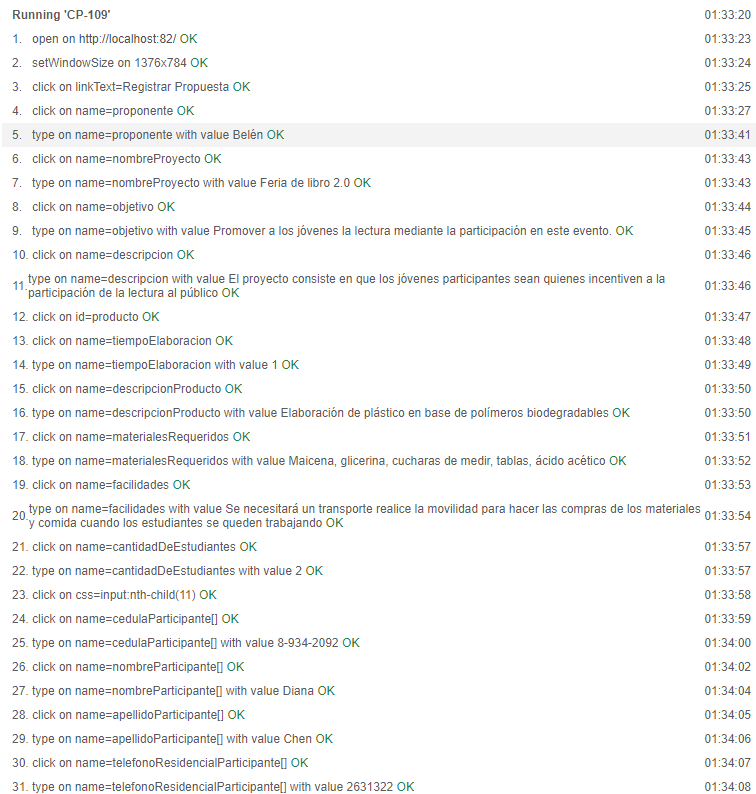 Running 'CP-109' 01:33:20
1. open on http://localhost:82/ OK 01:33:23
2. setWindowSize on 1376x784 OK 01:33:24
3. click on linkText=Registrar Propuesta OK 01:33:25
4. click on name=proponente OK 01:33:27
5. type on name=proponente with value Belén OK 01:33:41
6. click on name=nombreProyecto OK 01:33:43
7. type on name=nombreProyecto with value Feria de libro 2.0 OK 01:33:43
8. click on name=objetivo OK 01:33:44
9. type on name=objetivo with value Promover a los jóvenes la lectura mediante la participación en este evento. OK 01:33:45
10. click on name=descripcion OK 01:33:46
11. type on name=descripcion with value El proyecto consiste en que los jóvenes participantes sean quienes incentiven a la
participación de la lectura al público OK 01:33:46
12. click on id=producto OK 01:33:47
13. click on name=tiempoElaboracion OK 01:33:48
14. type on name=tiempoElaboracion with value 1 OK 01:33:49
15. click on name=descripcionProducto OK 01:33:50
16. type on name=descripcionProducto with value Elaboración de plástico en base de polímeros biodegradables OK 01:33:50
17. click on name=materialesRequeridos OK 01:33:51
18. type on name=materialesRequeridos with value Maicena, glicerina, cucharas de medir, tablas, ácido acético OK 01:33:52
19. click on name=facilidades OK 01:33:53
20. type on name=facilidades with value Se necesitará un transporte realice la movilidad para hacer las compras de los materiales
y comida cuando los estudiantes se queden trabajando OK 01:33:54
21. click on name=cantidadDeEstudiantes OK 01:33:57
22. type on name=cantidadDeEstudiantes with value 2 OK 01:33:57
23. click on css=input:nth-child(11) OK 01:33:58
24. click on name=cedulaParticipante[] OK 01:33:59
25. type on name=cedulaParticipante[] with value 8-934-2092 OK 01:34:00
26. click on name=nombreParticipante[] OK 01:34:02
27. type on name=nombreParticipante[] with value Diana OK 01:34:04
28. click on name=apellidoParticipante[] OK 01:34:05
29. type on name=apellidoParticipante[] with value Chen OK 01:34:06
30. click on name=telefonoResidencialParticipante[] OK 01:34:07
31. type on name=telefonoResidencialParticipante[] with value 2631322 OK 01:34:08